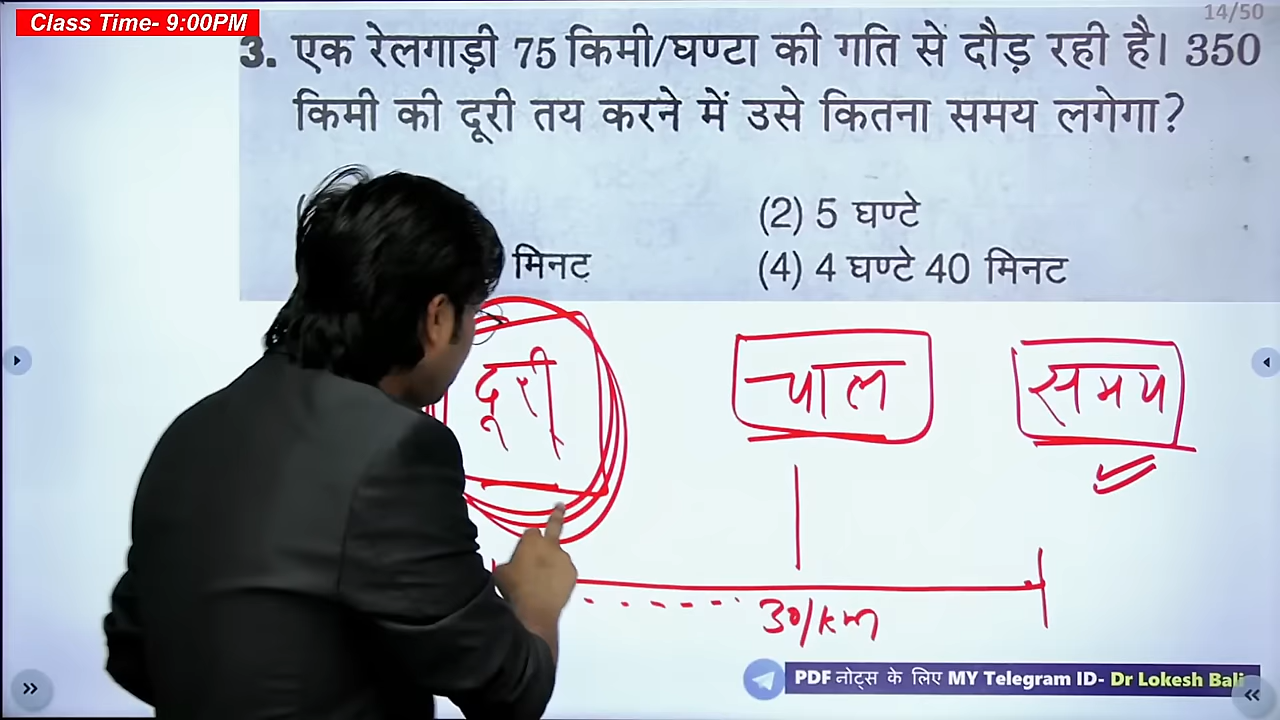 Class Time- 9:00PM
14/50
3. एक रेलगाड़ी 75 किमी/घण्टा की गति से दौड़ रही है। 350
किमी की दूरी तय करने में उसे कितना समय लगेगा?
(2) 5 घण्टे
मिनट (4) 4 घण्टे 40 मिनट
दूरी चाल समय
30/km
PDF नोट्स के लिए MY Telegram ID- Dr Lokesh Bali